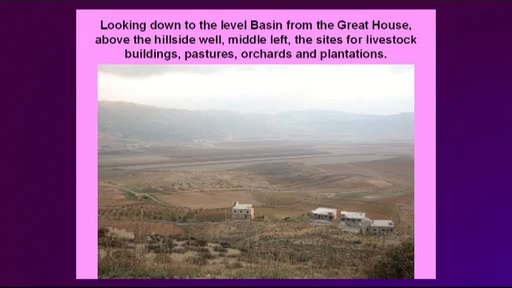 Looking down to the level Basin from the Great House,
above the hillside well, middle left, the sites for livestock
buildings, pastures, orchards and plantations.